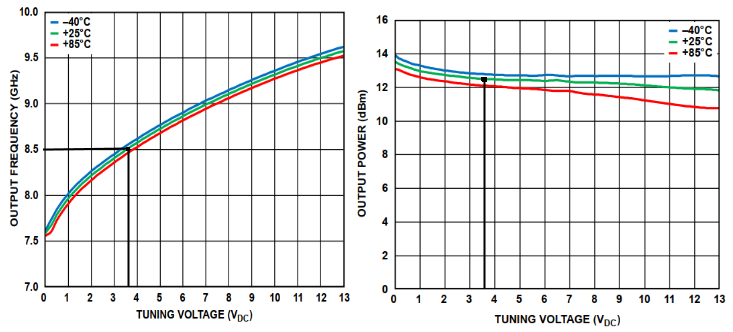 10.0
9.5
9.0
8.5
8.0
7.5
7.0
OUTPUT FREQUENCY (GHz)
–40°C
+25°C
+85°C
0 1 2 3 4 5 6 7 8 9 10 11 12 13
TUNING VOLTAGE (VDC)
16
14
12
10
8
6
4
2
0
OUTPUT POWER (dBm)
–40°C
+25°C
+85°C
0 1 2 3 4 5 6 7 8 9 10 11 12 13
TUNING VOLTAGE (VDC)